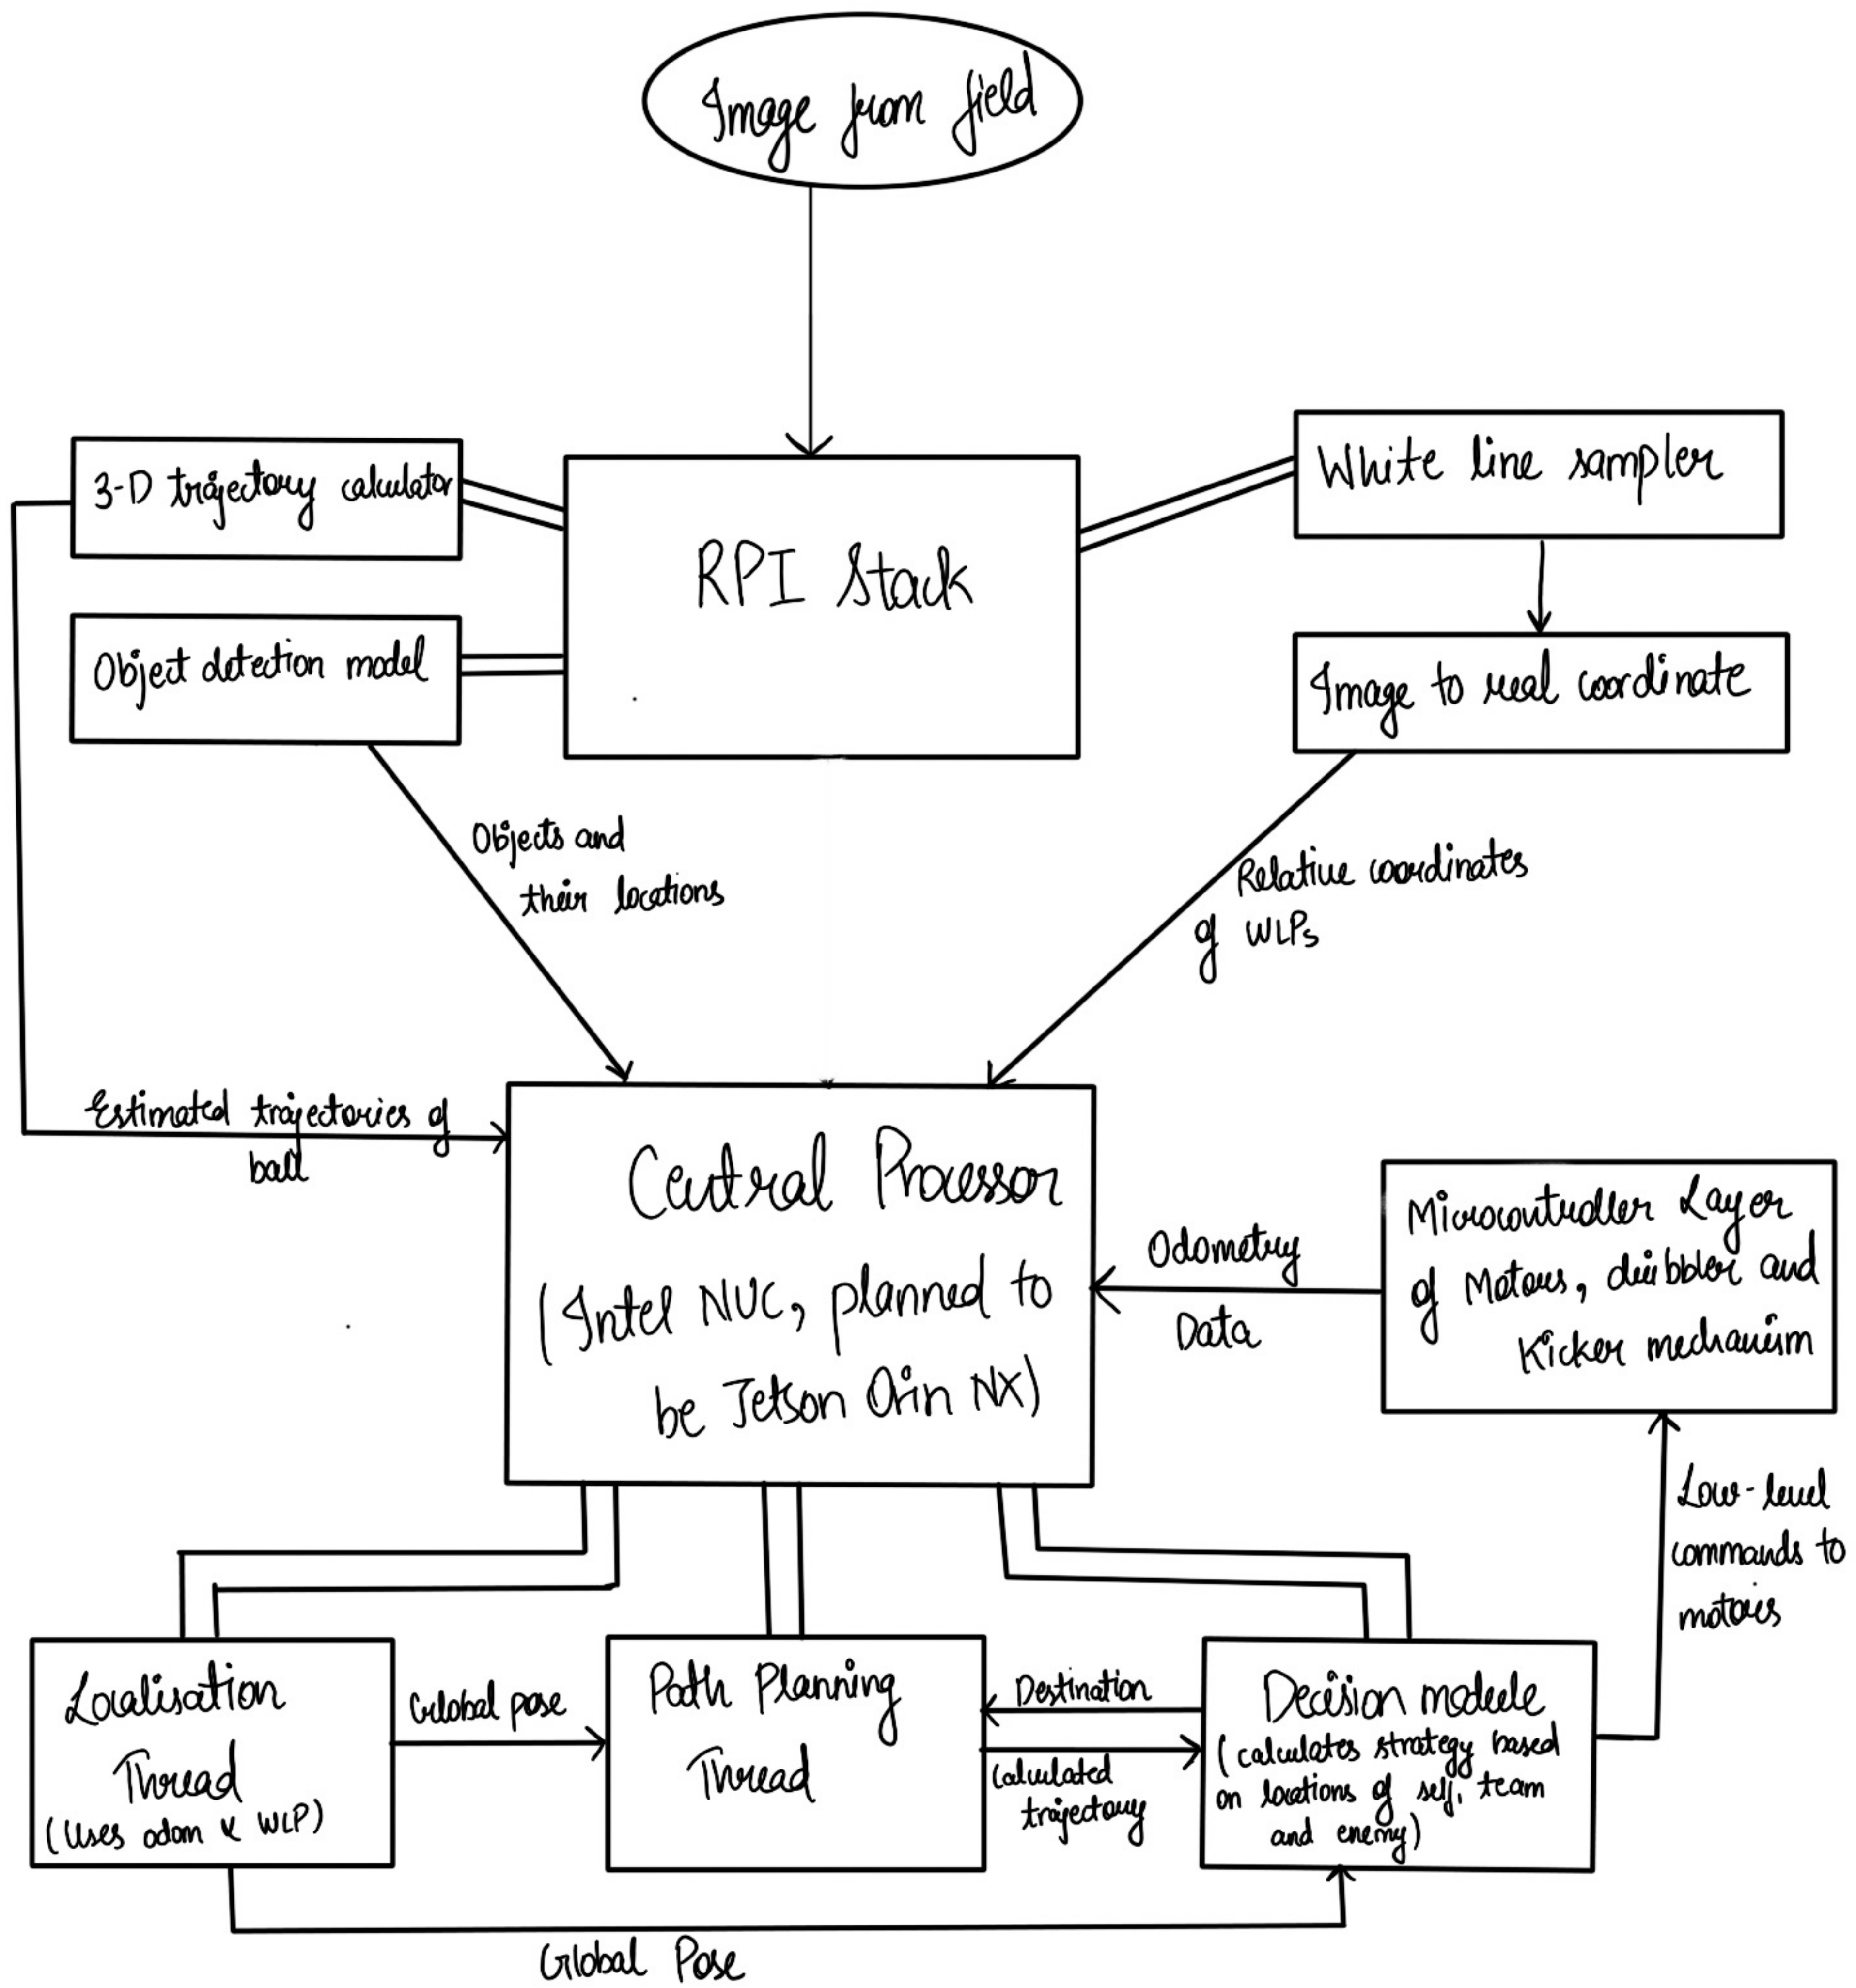 Image from field
3-D trajectory calculator
White line sampler
RPI Stack
Object detection model
Image to real coordinate
Objects and
their locations
Relative coordinates
of WLPs
Estimated trajectories of
ball
Central Processor
(Intel NUC, planned to
be Jetson Orin NX)
Odometry
Data
Microcontroller Layer
of Motors, dribbler and
Kicker mechanism
Low-level
commands to
motors
Localisation
Thread
(Uses odom & WLP)
Global pose
Path Planning
Thread
Destination
Calculated
trajectory
Decision module
(calculates strategy based
on locations of self, team
and enemy)
Global Pose